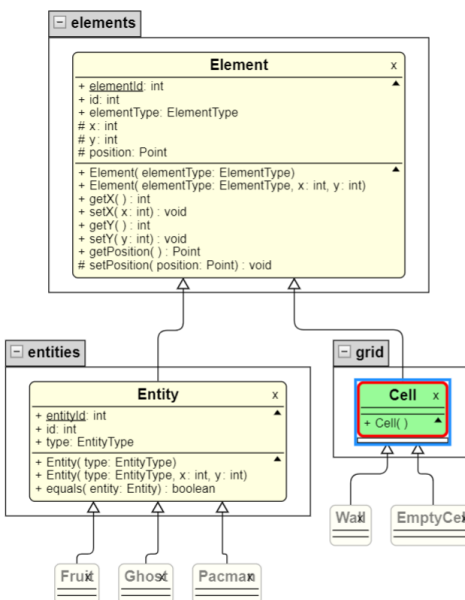 elements
Element x
+ elementId: int
+ id: int
+ elementType: ElementType
# x: int
# y: int
# position: Point
+ Element( elementType: ElementType)
+ Element( elementType: ElementType, x: int, y: int)
+ getX( ) : int
+ setX( x: int) : void
+ getY( ) : int
+ setY( y: int) : void
+ getPosition( ) : Point
# setPosition( position: Point) : void
entities
grid
Entity x
+ entityId: int
+ id: int
+ type: EntityType
+ Entity( type: EntityType)
+ Entity( type: EntityType, x: int, y: int)
+ equals( entity: Entity) : boolean
Cell x
+ Cell( )
Wall
EmptyCe
Fruit
Ghost
Pacman